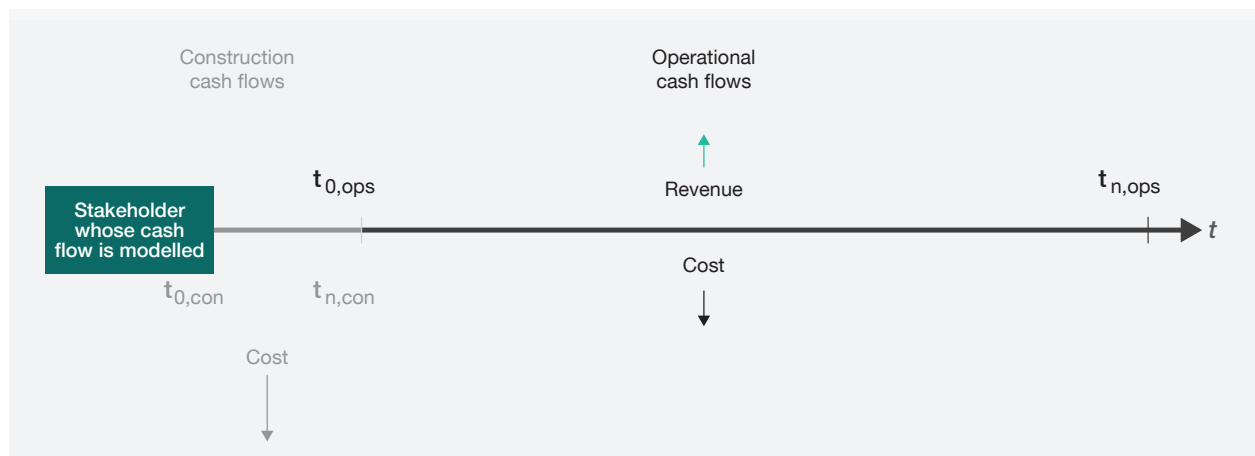 Construction
cash flows
Operational
cash flows
t0,ops
Revenue
tn,ops
Stakeholder
whose cash
flow is modelled
t
Cost
t0,con
tn,con
Cost